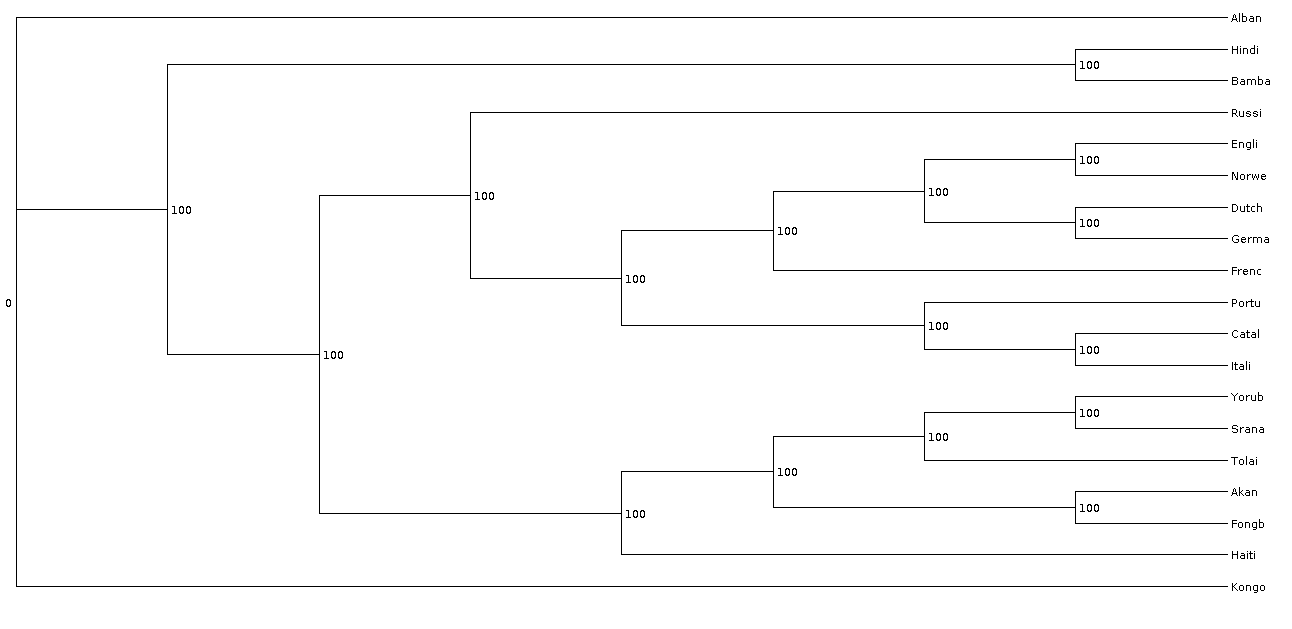 Alban
Hindi
100
Bamba
Russi
Engli
100
Norwe
100
100
Dutch
100
100
Germa
100
Frenc
100
0
Portu
100
Catal
100
100
Itali
Yorub
100
Srana
100
Tolai
100
Akan
100
100
Fongb
Haiti
Kongo